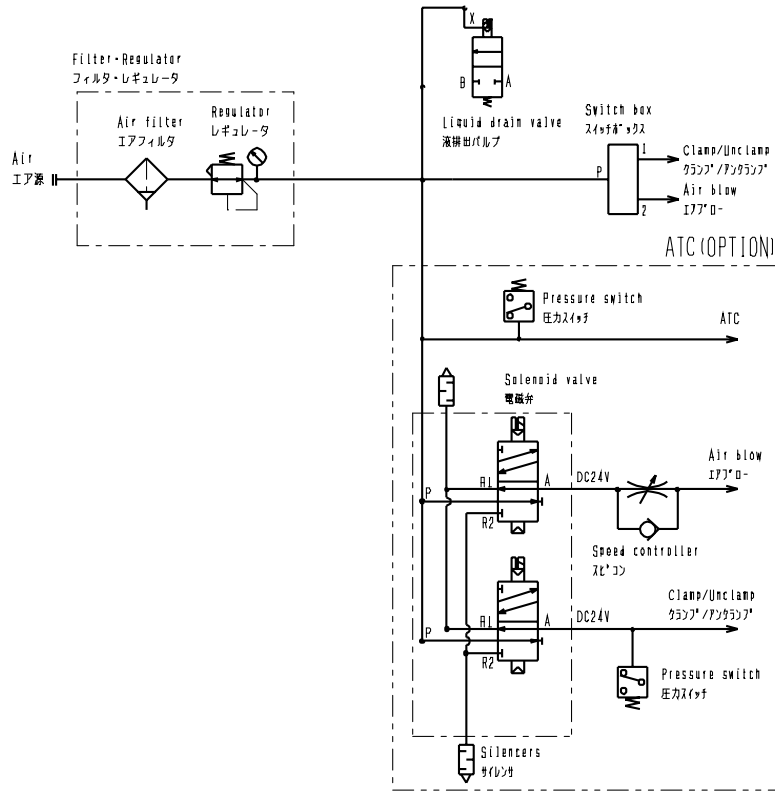 X
B
A
Liquid drain valve
液排出バルブ
Filter-Regulator
フィルタ・レギュレータ
Air filter
エアフィルタ
Regulator
レギュレータ
Air
エア源
Switch box
スイッチボックス
P
1
2
Clamp/Unclamp
クランプ/アンクランプ
Air blow
エアブロー
ATC(OPTION)
Pressure switch
圧力スイッチ
ATC
Solenoid valve
電磁弁
R1
A
DC24V
P
R2
Air blow
エアブロー
Speed controller
スピコン
R1
A
DC24V
P
R2
Clamp/Unclamp
クランプ/アンクランプ
Pressure switch
圧力スイッチ
Silencers
サイレンサ